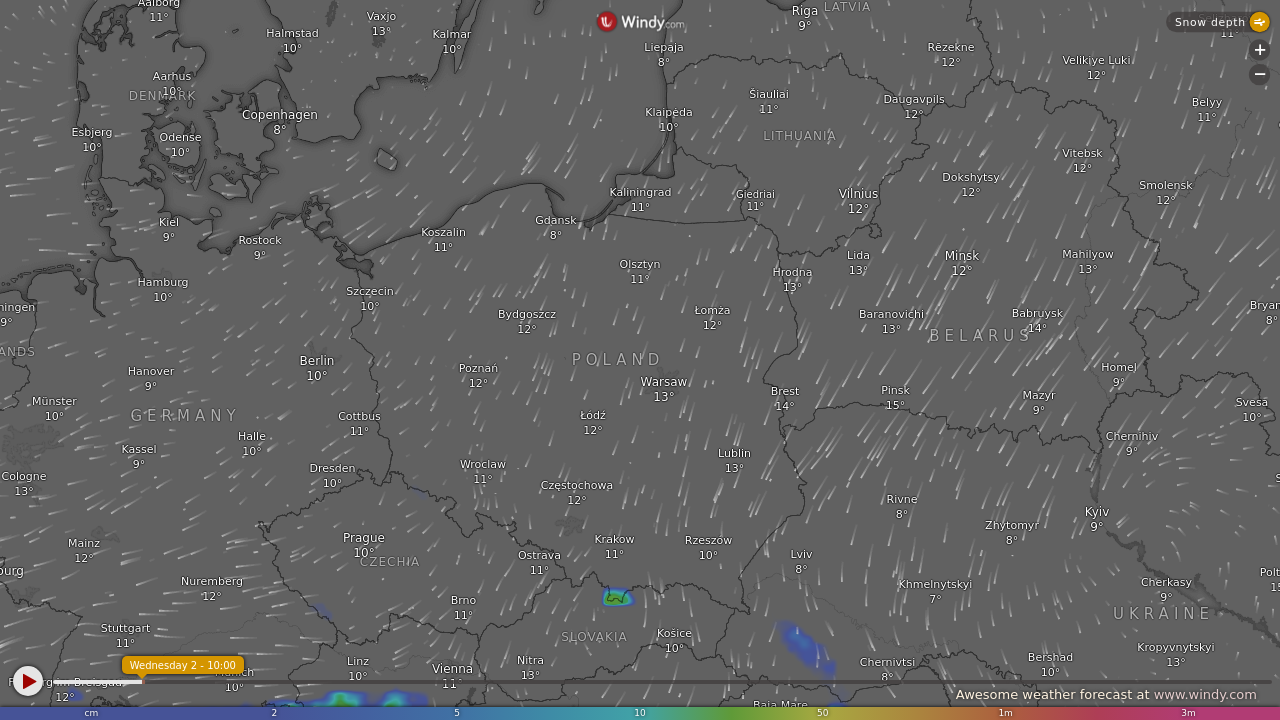 Aalborg
11°
Vaxjo
13°
Halmstad
10°
Kalmar
10°
Windy.com
Riga
9°
LATVIA
Snow depth
11°
+
−
Liepaja
8°
Rēzekne
12°
Velikiye Luki
12°
Aarhus
10°
DENMARK
Copenhagen
8°
Klaipėda
10°
Šiauliai
11°
Daugavpils
12°
Belyy
11°
Esbjerg
10°
Odense
10°
LITHUANIA
Vitebsk
12°
Kaliningrad
11°
Giedriai
11°
Vilnius
12°
Dokshytsy
12°
Smolensk
12°
Kiel
9°
Rostock
9°
Koszalin
11°
Gdansk
8°
Olsztyn
11°
Hrodna
13°
Lida
13°
Minsk
12°
Mahilyow
13°
Hamburg
10°
Szczecin
10°
Bydgoszcz
12°
Łomża
12°
Baranovichi
13°
Babruysk
14°
9°
8°
BELARUS
POLAND
Hanover
9°
Berlin
10°
Poznań
12°
Warsaw
13°
Brest
14°
Pinsk
15°
Homel
9°
Mazyr
9°
Münster
10°
GERMANY
Cottbus
11°
Łódź
12°
Svesa
10°
Kassel
9°
Halle
10°
Chernihiv
9°
Cologne
13°
Dresden
10°
Wroclaw
11°
Lublin
13°
Częstochowa
12°
Rivne
8°
Zhytomyr
8°
Kyiv
9°
Mainz
12°
Prague
10°
CZECHIA
Ostrava
11°
Krakow
11°
Rzeszów
10°
Lviv
8°
Nuremberg
12°
Khmelnytskyi
7°
Cherkasy
9°
UKRAINE
Brno
11°
Stuttgart
11°
SLOVAKIA
Košice
10°
Kropyvnytskyi
13°
Wednesday 2 - 10:00
Linz
10°
Vienna
11°
Nitra
13°
Chernivtsi
8°
Bershad
10°
12°
10°
Baia Mare
Awesome weather forecast at www.windy.com
cm 2 5 10 50 1m 3m